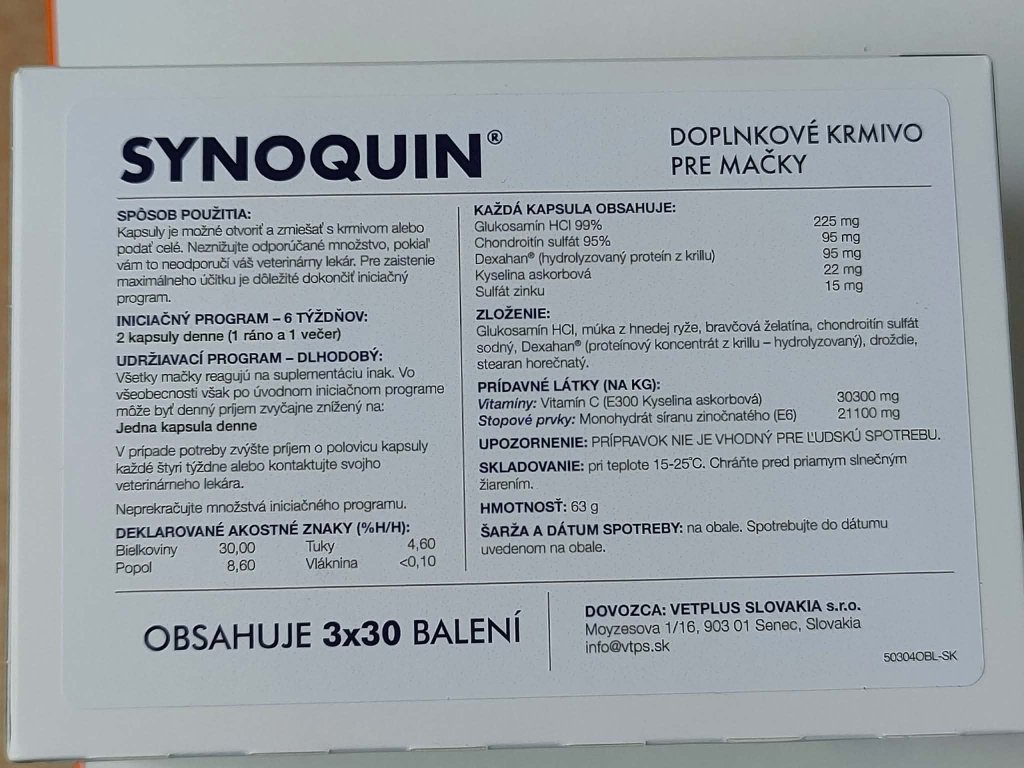 SYNOQUIN®
DOPLNKOVÉ KRMIVO
PRE MAČKY
SPÔSOB POUŽITIA:
Kapsuly je možné otvoriť a zmiešať s krmivom alebo
podať celé. Neznižujte odporúčané množstvo, pokiaľ
vám to neodporučí váš veterinárny lekár. Pre zaistenie
maximálneho účitku je dôležité dokončiť iniciačný
program.
INICIAČNÝ PROGRAM – 6 TÝŽDŇOV:
2 kapsuly denne (1 ráno a 1 večer)
UDRŽIAVACÍ PROGRAM – DLHODOBÝ:
Všetky mačky reagujú na suplementáciu inak. Vo
všeobecnosti však po úvodnom iniciačnom programe
môže byť denný príjem zvyčajne znížený na:
Jedna kapsula denne
V prípade potreby zvýšte príjem o polovicu kapsuly
každé štyri týždne alebo kontaktujte svojho
veterinárneho lekára.
Neprekračujte množstvá iniciačného programu.
DEKLAROVANÉ AKOSTNÉ ZNAKY (%H/H):
Bielkoviny 30,00 Tuky 4,60
Popol 8,60 Vláknina <0,10
KAŽDÁ KAPSULA OBSAHUJE:
Glukosamín HCl 99% 225 mg
Chondroitín sulfát 95% 95 mg
Dexahan® (hydrolyzovaný proteín z krillu) 95 mg
Kyselina askorbová 22 mg
Sulfát zinku 15 mg
ZLOŽENIE:
Glukosamín HCl, múka z hnedej ryže, bravčová želatína, chondroitín sulfát
sodný, Dexahan® (proteínový koncentrát z krillu – hydrolyzovaný), droždie,
stearan horečnatý.
PRÍDAVNÉ LÁTKY (NA KG):
Vitamíny: Vitamín C (E300 Kyselina askorbová) 30300 mg
Stopové prvky: Monohydrát síranu zinočnatého (E6) 21100 mg
UPOZORNENIE: PRÍPRAVOK NIE JE VHODNÝ PRE ĽUDSKÚ SPOTREBU.
SKLADOVANIE: pri teplote 15-25°C. Chráňte pred priamym slnečným
žiarením.
HMOTNOSŤ: 63 g
ŠARŽA A DÁTUM SPOTREBY: na obale. Spotrebujte do dátumu
uvedenom na obale.
OBSAHUJE 3x30 BALENÍ
DOVOZCA: VETPLUS SLOVAKIA s.r.o.
Moyzesova 1/16, 903 01 Senec, Slovakia
info@vtps.sk
50304OBL-SK